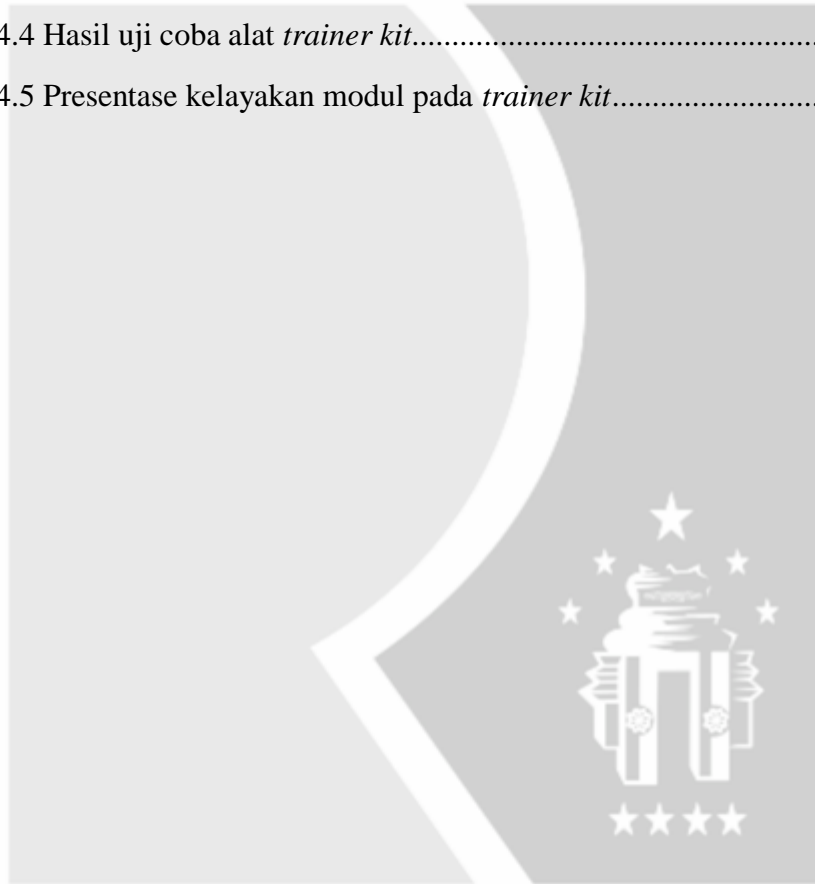 4.4 Hasil uji coba alat trainer kit.....................................................
4.5 Presentase kelayakan modul pada trainer kit..........................